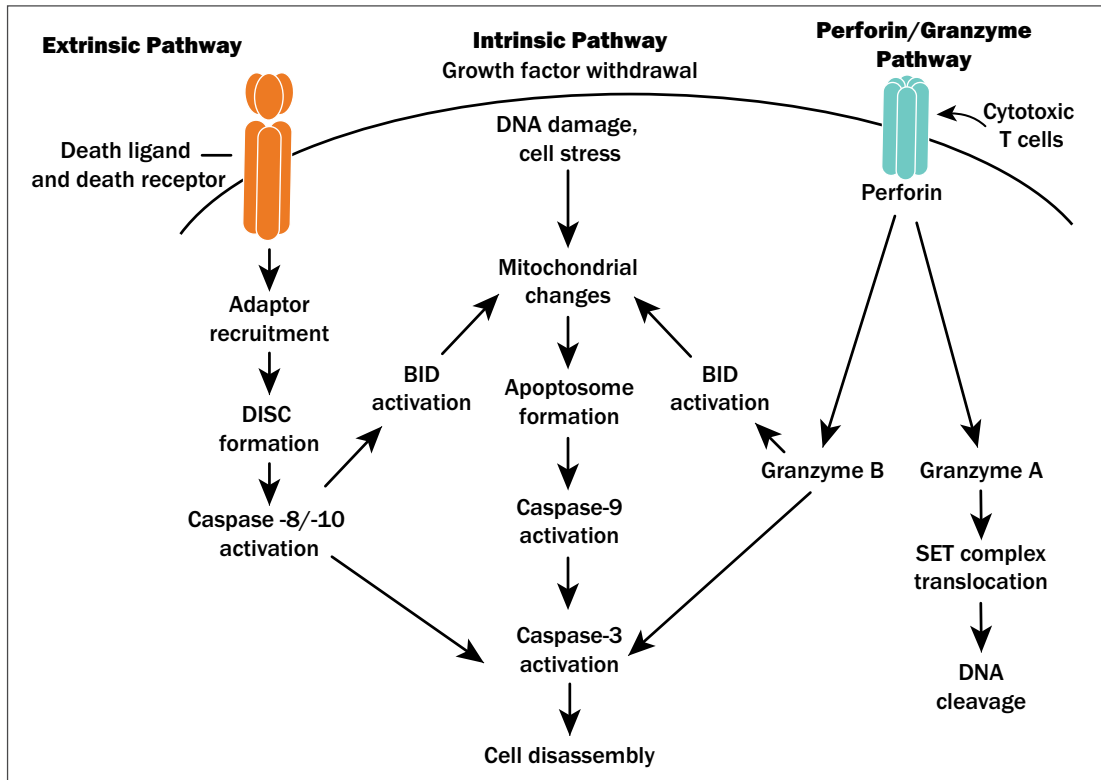 Extrinsic Pathway
Intrinsic Pathway
Growth factor withdrawal
Perforin/Granzyme
Pathway
Death ligand
and death receptor
DNA damage,
cell stress
Cytotoxic
T cells
Perforin
Adaptor
recruitment
Mitochondrial
changes
BID
activation
Apoptosome
formation
BID
activation
DISC
formation
Granzyme B
Granzyme A
Caspase -8/-10
activation
Caspase-9
activation
SET complex
translocation
Caspase-3
activation
DNA
cleavage
Cell disassembly